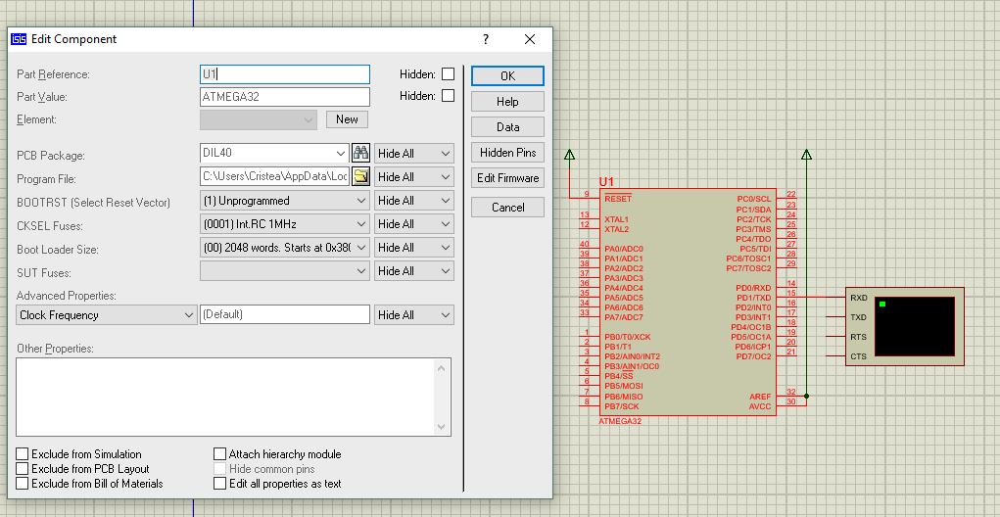 ISIS Edit Component ?
Part Reference: U1 Hidden:
Part Value: ATMEGA32 Hidden:
Element: New
PCB Package: DIL40 Hide All
Program File: C:\Users\Cristea\AppData\Loc Hide All
BOOTRST (Select Reset Vector) (1) Unprogrammed Hide All
CKSEL Fuses: (0001) Int.RC 1MHz Hide All
Boot Loader Size: (00) 2048 words. Starts at 0x380 Hide All
SUT Fuses: Hide All
Advanced Properties:
Clock Frequency (Default) Hide All
Other Properties:
Exclude from Simulation
Exclude from PCB Layout
Exclude from Bill of Materials
Attach hierarchy module
Hide common pins
Edit all properties as text
OK
Help
Data
Hidden Pins
Edit Firmware
Cancel
U1
9 RESET
13 XTAL1
12 XTAL2
40 PA0/ADC0
39 PA1/ADC1
38 PA2/ADC2
37 PA3/ADC3
36 PA4/ADC4
35 PA5/ADC5
34 PA6/ADC6
33 PA7/ADC7
1 PB0/T0/XCK
2 PB1/T1
3 PB2/AIN0/INT2
4 PB3/AIN1/OC0
5 PB4/SS
6 PB5/MOSI
7 PB6/MISO
8 PB7/SCK
PC0/SCL 22
PC1/SDA 23
PC2/TCK 24
PC3/TMS 25
PC4/TDO 26
PC5/TDI 27
PC6/TOSC1 28
PC7/TOSC2 29
PD0/RXD 14
PD1/TXD 15
PD2/INT0 16
PD3/INT1 17
PD4/OC1B 18
PD5/OC1A 19
PD6/ICP1 20
PD7/OC2 21
AREF 32
AVCC 30
ATMEGA32
RXD
TXD
RTS
CTS